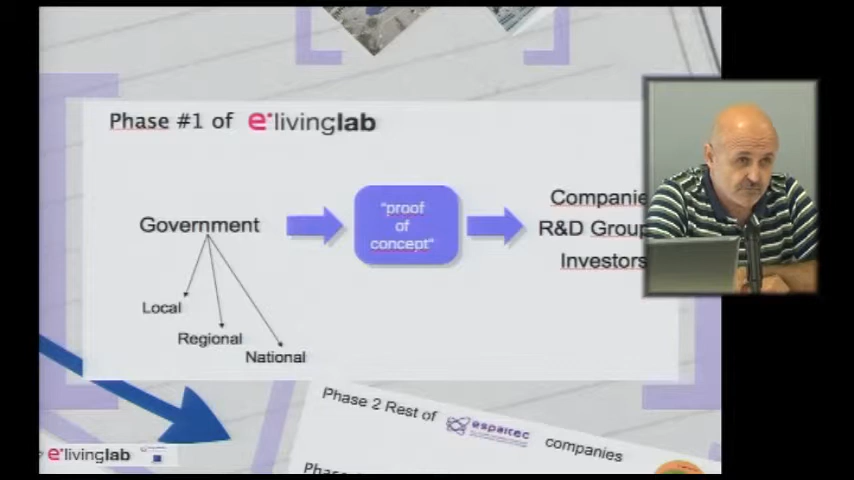 Phase #1 of e·livinglab
Government
"proof
of
concept"
Companie
R&D Group
Investors
Local
Regional
National
Phase 2 Rest of espaitec companies
Phase
e·livinglab